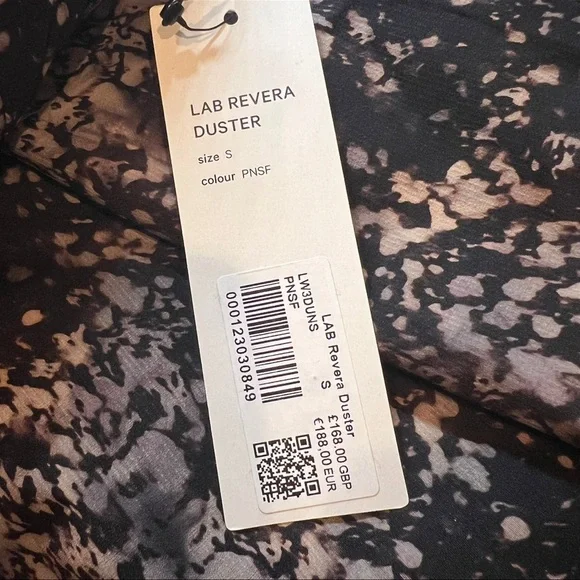 LAB REVERA
DUSTER
size S
colour PNSF
LW3DUNS
PNSF
000123030849
LAB Revera Duster
S
£168.00 GBP
€188,00 EUR